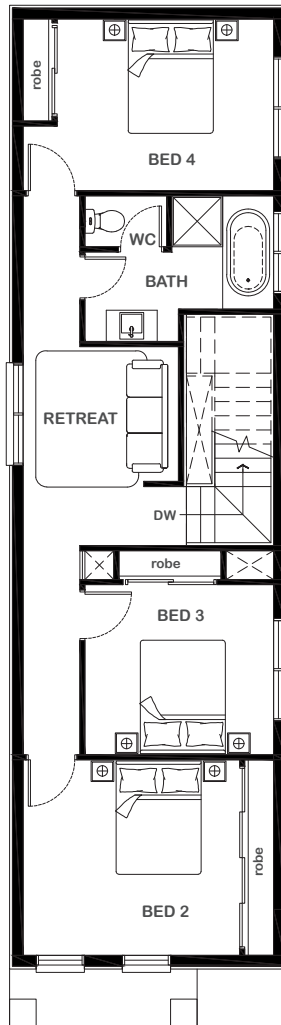 robe
BED 4
WC
BATH
RETREAT
DW
robe
BED 3
robe
BED 2